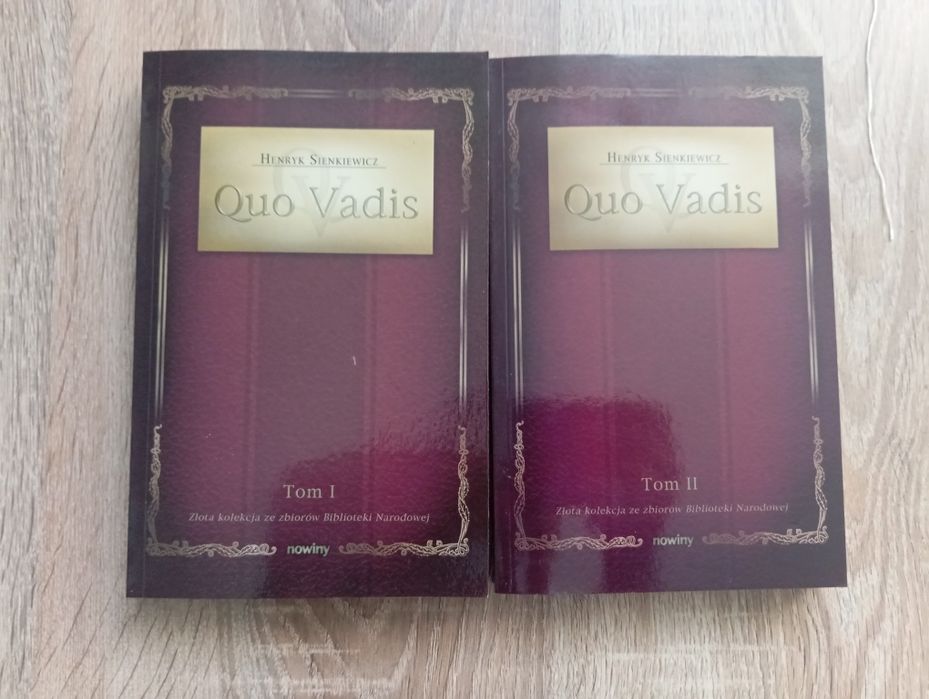 HENRYK SIENKIEWICZ
Quo Vadis
Tom I
Złota kolekcja ze zbiorów Biblioteki Narodowej
nowiny
HENRYK SIENKIEWICZ
Quo Vadis
Tom II
Złota kolekcja ze zbiorów Biblioteki Narodowej
nowiny